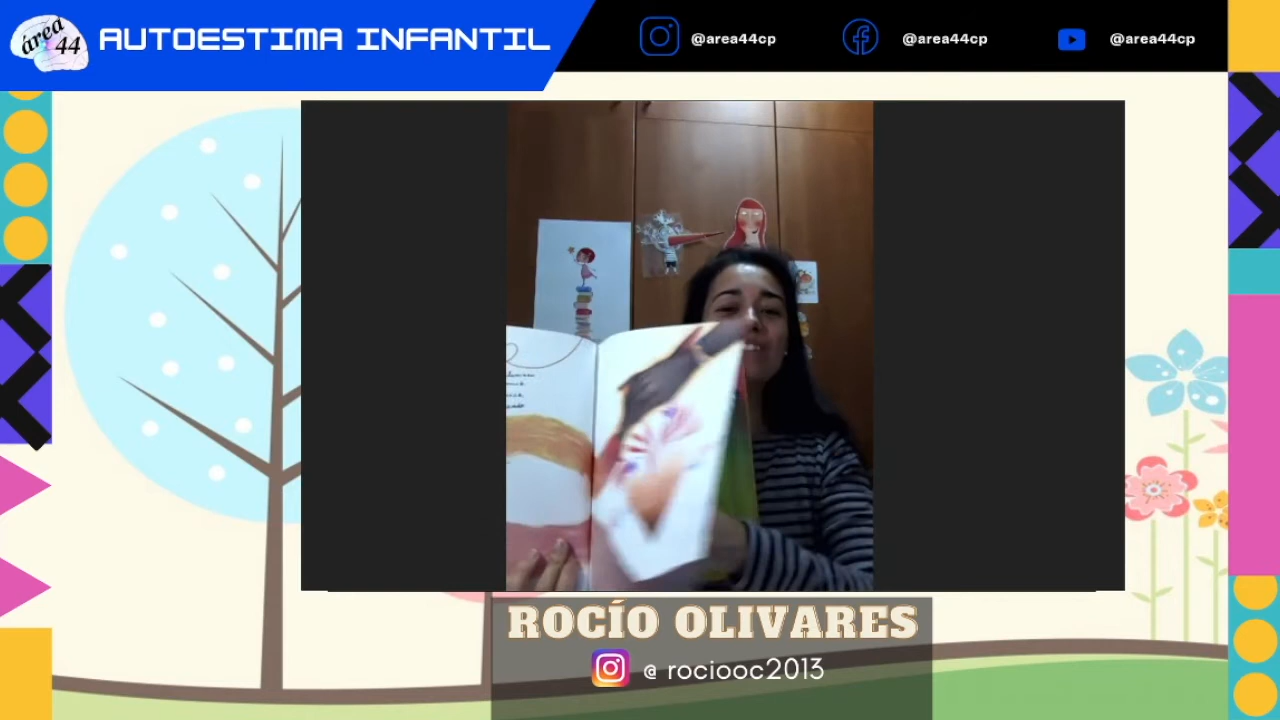 área
44
AUTOESTIMA INFANTIL
@area44cp
@area44cp
@area44cp
ROCÍO OLIVARES
@ rociooc2013